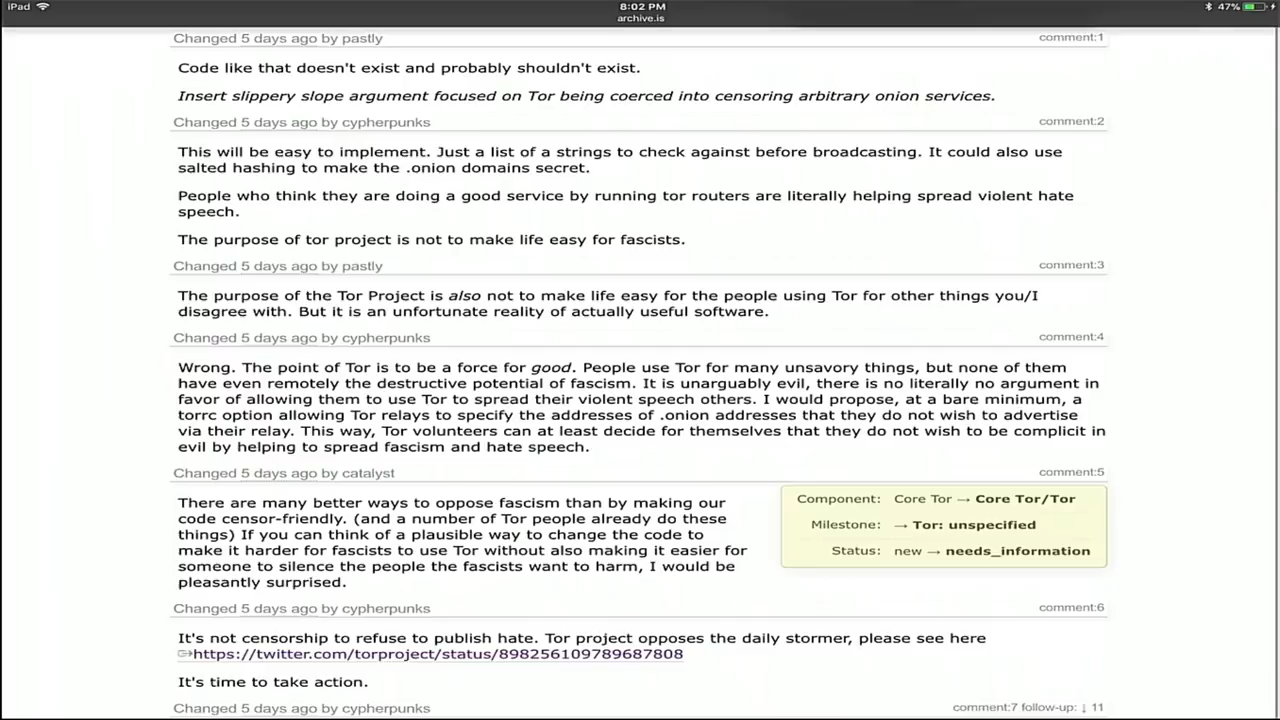 iPad
8:02 PM
47%
archive.is
Changed 5 days ago by pastly
comment:1
Code like that doesn't exist and probably shouldn't exist.
Insert slippery slope argument focused on Tor being coerced into censoring arbitrary onion services.
Changed 5 days ago by cypherpunks
comment:2
This will be easy to implement. Just a list of a strings to check against before broadcasting. It could also use
salted hashing to make the .onion domains secret.
People who think they are doing a good service by running tor routers are literally helping spread violent hate
speech.
The purpose of tor project is not to make life easy for fascists.
Changed 5 days ago by pastly
comment:3
The purpose of the Tor Project is also not to make life easy for the people using Tor for other things you/I
disagree with. But it is an unfortunate reality of actually useful software.
Changed 5 days ago by cypherpunks
comment:4
Wrong. The point of Tor is to be a force for good. People use Tor for many unsavory things, but none of them
have even remotely the destructive potential of fascism. It is unarguably evil, there is no literally no argument in
favor of allowing them to use Tor to spread their violent speech others. I would propose, at a bare minimum, a
torrc option allowing Tor relays to specify the addresses of .onion addresses that they do not wish to advertise
via their relay. This way, Tor volunteers can at least decide for themselves that they do not wish to be complicit in
evil by helping to spread fascism and hate speech.
Changed 5 days ago by catalyst
comment:5
There are many better ways to oppose fascism than by making our
code censor-friendly. (and a number of Tor people already do these
things) If you can think of a plausible way to change the code to
make it harder for fascists to use Tor without also making it easier for
someone to silence the people the fascists want to harm, I would be
pleasantly surprised.
Component: Core Tor → Core Tor/Tor
Milestone: → Tor: unspecified
Status: new → needs_information
Changed 5 days ago by cypherpunks
comment:6
It's not censorship to refuse to publish hate. Tor project opposes the daily stormer, please see here
https://twitter.com/torproject/status/898256109789687808
It's time to take action.
Changed 5 days ago by cypherpunks
comment:7 follow-up: ↓ 11